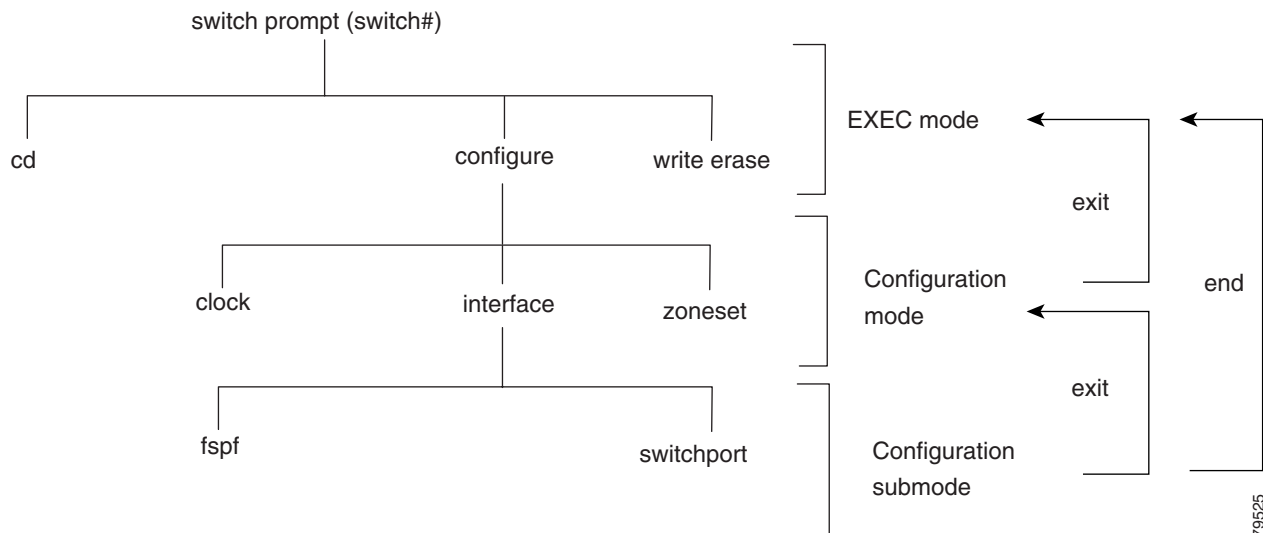 switch prompt (switch#)
EXEC mode
cd
configure
write erase
exit
Configuration
mode
end
clock
interface
zoneset
exit
fspf
switchport
Configuration
submode
79525